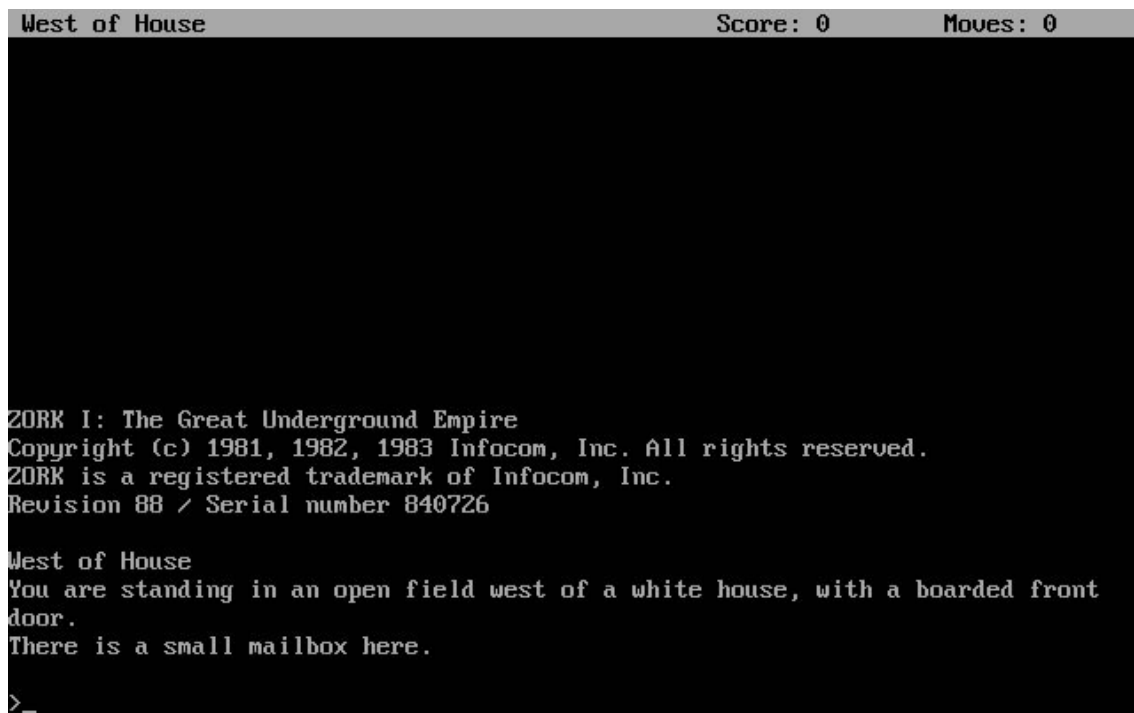 West of House Score: 0 Moves: 0
ZORK I: The Great Underground Empire
Copyright (c) 1981, 1982, 1983 Infocom, Inc. All rights reserved.
ZORK is a registered trademark of Infocom, Inc.
Revision 88 / Serial number 840726
West of House
You are standing in an open field west of a white house, with a boarded front
door.
There is a small mailbox here.
>_